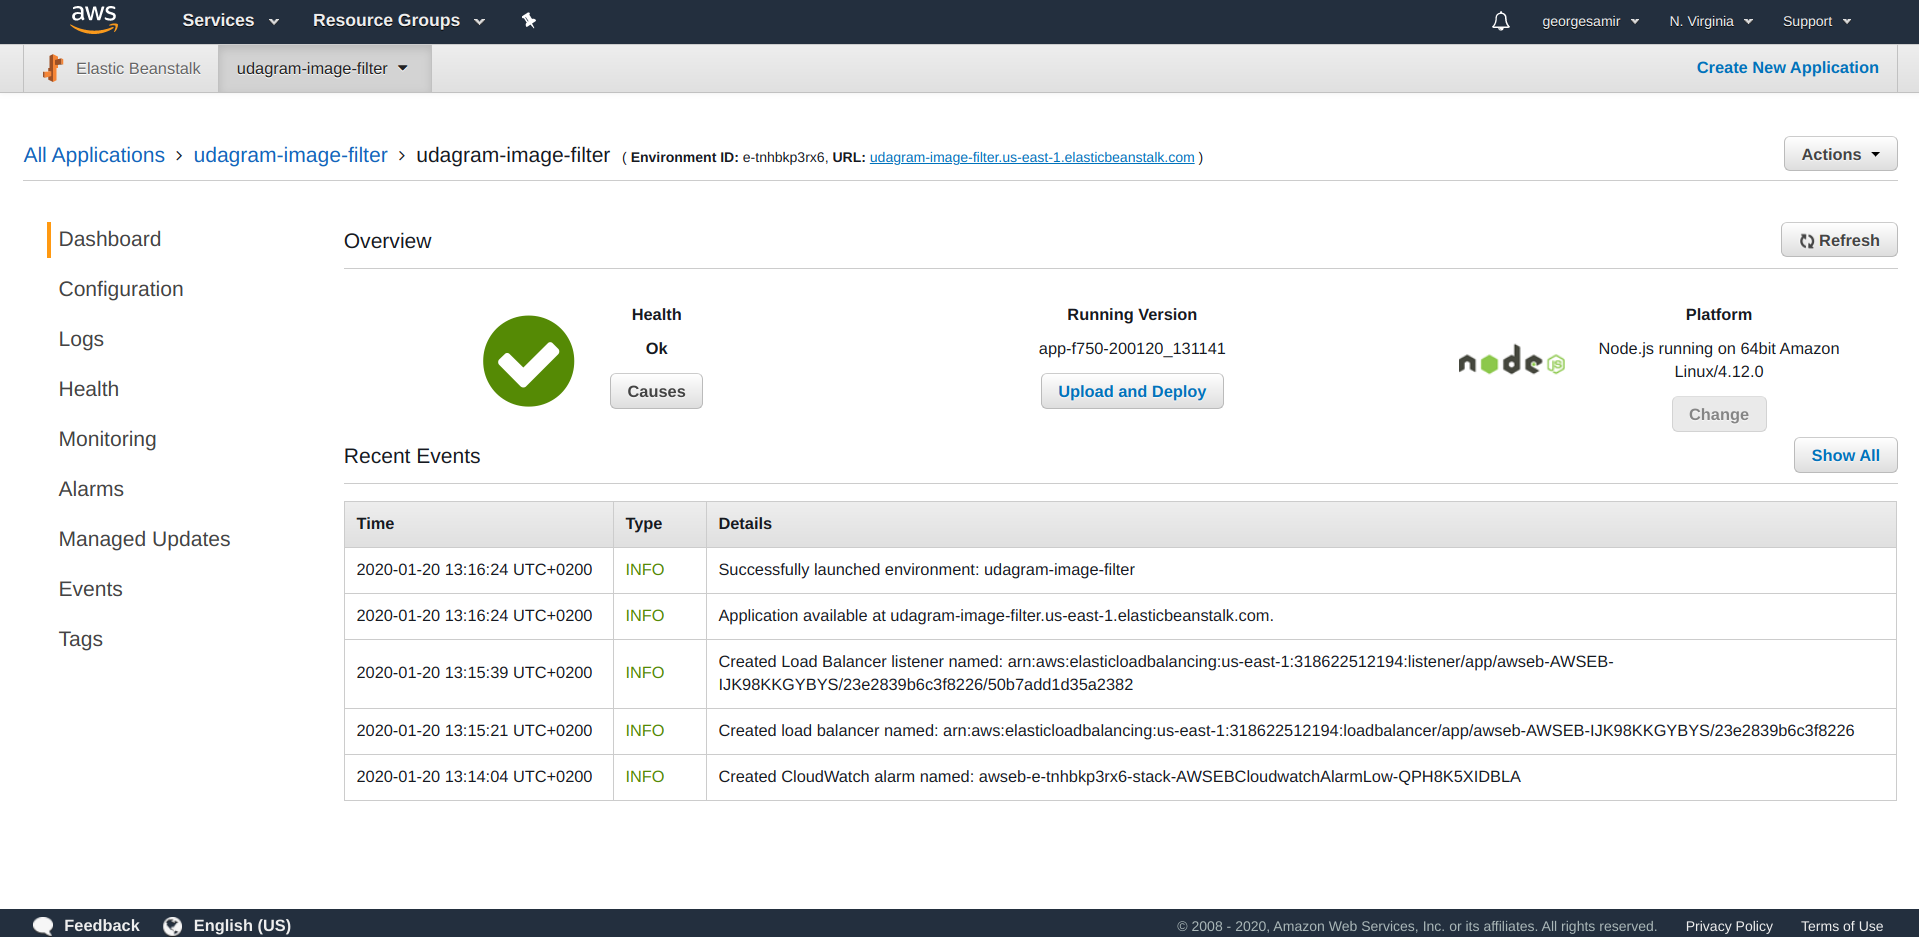 aws Services Resource Groups georgesamir N. Virginia Support
Elastic Beanstalk udagram-image-filter Create New Application
All Applications › udagram-image-filter › udagram-image-filter ( Environment ID: e-tnhbkp3rx6, URL: udagram-image-filter.us-east-1.elasticbeanstalk.com ) Actions
Dashboard
Configuration
Logs
Health
Monitoring
Alarms
Managed Updates
Events
Tags
Overview Refresh
Health
Ok
Causes
Running Version
app-f750-200120_131141
Upload and Deploy
node JS
Platform
Node.js running on 64bit Amazon
Linux/4.12.0
Change
Recent Events Show All
Time Type Details
2020-01-20 13:16:24 UTC+0200 INFO Successfully launched environment: udagram-image-filter
2020-01-20 13:16:24 UTC+0200 INFO Application available at udagram-image-filter.us-east-1.elasticbeanstalk.com.
2020-01-20 13:15:39 UTC+0200 INFO Created Load Balancer listener named: arn:aws:elasticloadbalancing:us-east-1:318622512194:listener/app/awseb-AWSEB-
IJK98KKGYBYS/23e2839b6c3f8226/50b7add1d35a2382
2020-01-20 13:15:21 UTC+0200 INFO Created load balancer named: arn:aws:elasticloadbalancing:us-east-1:318622512194:loadbalancer/app/awseb-AWSEB-IJK98KKGYBYS/23e2839b6c3f8226
2020-01-20 13:14:04 UTC+0200 INFO Created CloudWatch alarm named: awseb-e-tnhbkp3rx6-stack-AWSEBCloudwatchAlarmLow-QPH8K5XIDBLA
Feedback English (US) © 2008 - 2020, Amazon Web Services, Inc. or its affiliates. All rights reserved. Privacy Policy Terms of Use